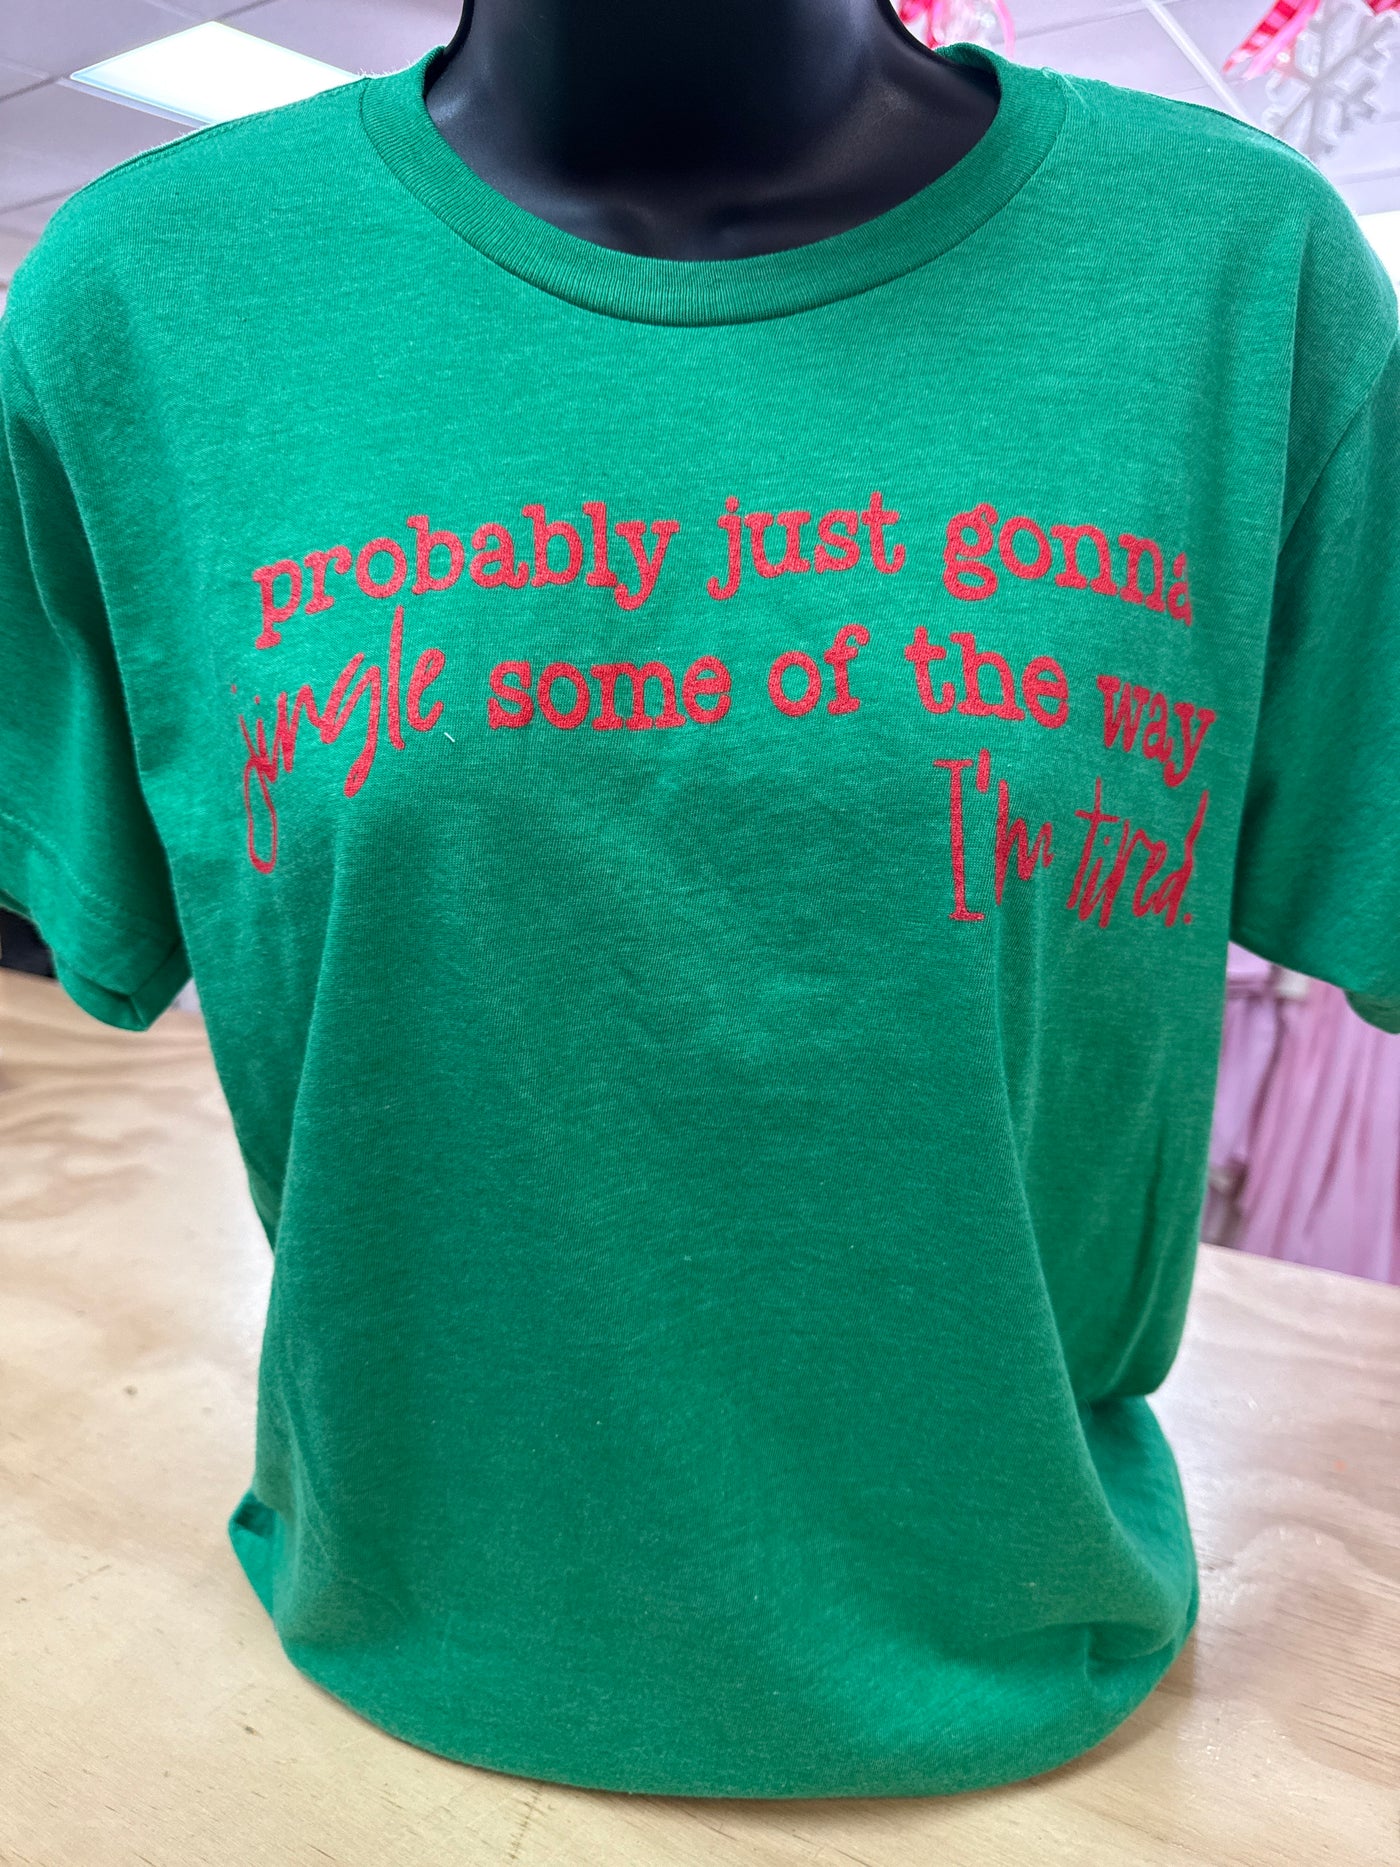 probably just gonna
jingle some of the way
I'm tired.